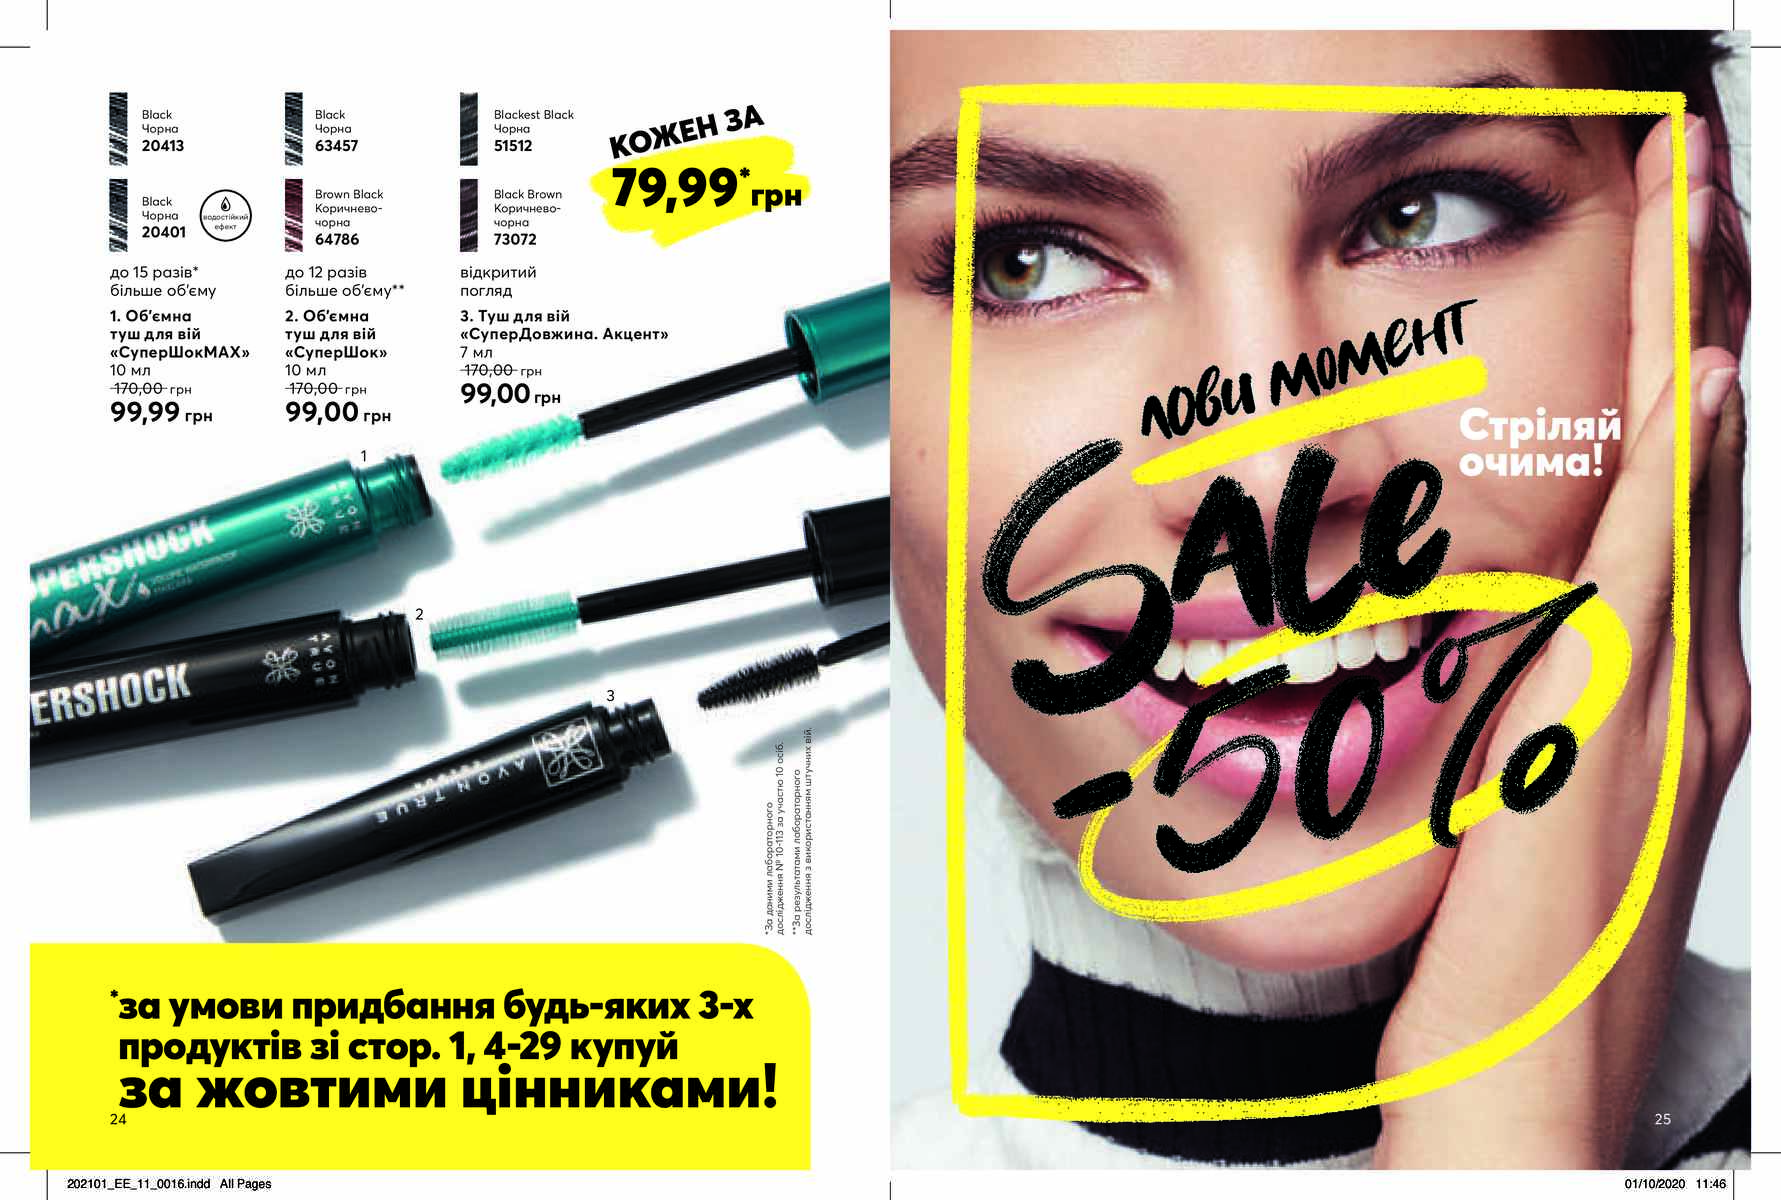 Black
Чорна
20413
Black
Чорна
20401
водостійкий
ефект
до 15 разів*
більше об'єму
1. Об'ємна
туш для вій
«СуперШокMAX»
10 мл
170,00 грн
99,99 грн
Black
Чорна
63457
Brown Black
Коричнево-
чорна
64786
до 12 разів
більше об'єму**
2. Об'ємна
туш для вій
«СуперШок»
10 мл
170,00 грн
99,00 грн
Blackest Black
Чорна
51512
Black Brown
Коричнево-
чорна
73072
відкритий
погляд
3. Туш для вій
«СуперДовжина. Акцент»
7 мл
170,00 грн
99,00 грн
КОЖЕН ЗА
79,99* грн
1
PERSHOCK
max
AVON
TRUE
2
ERSHOCK
AVON
TRUE
3
AVON TRUE
*За даними лабораторного
дослідження № 10-113 за участю 10 осіб.
**За результатами лабораторного
дослідження з використанням штучних вій.
*за умови придбання будь-яких 3-х
продуктів зі стор. 1, 4-29 купуй
за жовтими цінниками!
24
лови момент
SALe
-50%
Стріляй
очима!
25
202101_EE_11_0016.indd All Pages
01/10/2020 11:46